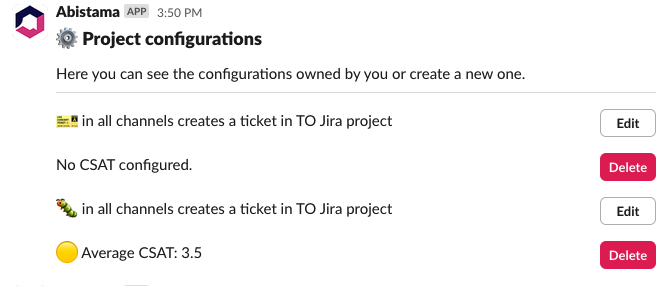 Abistama APP 3:50 PM
Project configurations
Here you can see the configurations owned by you or create a new one.
in all channels creates a ticket in TO Jira project
Edit
No CSAT configured.
Delete
in all channels creates a ticket in TO Jira project
Edit
Average CSAT: 3.5
Delete